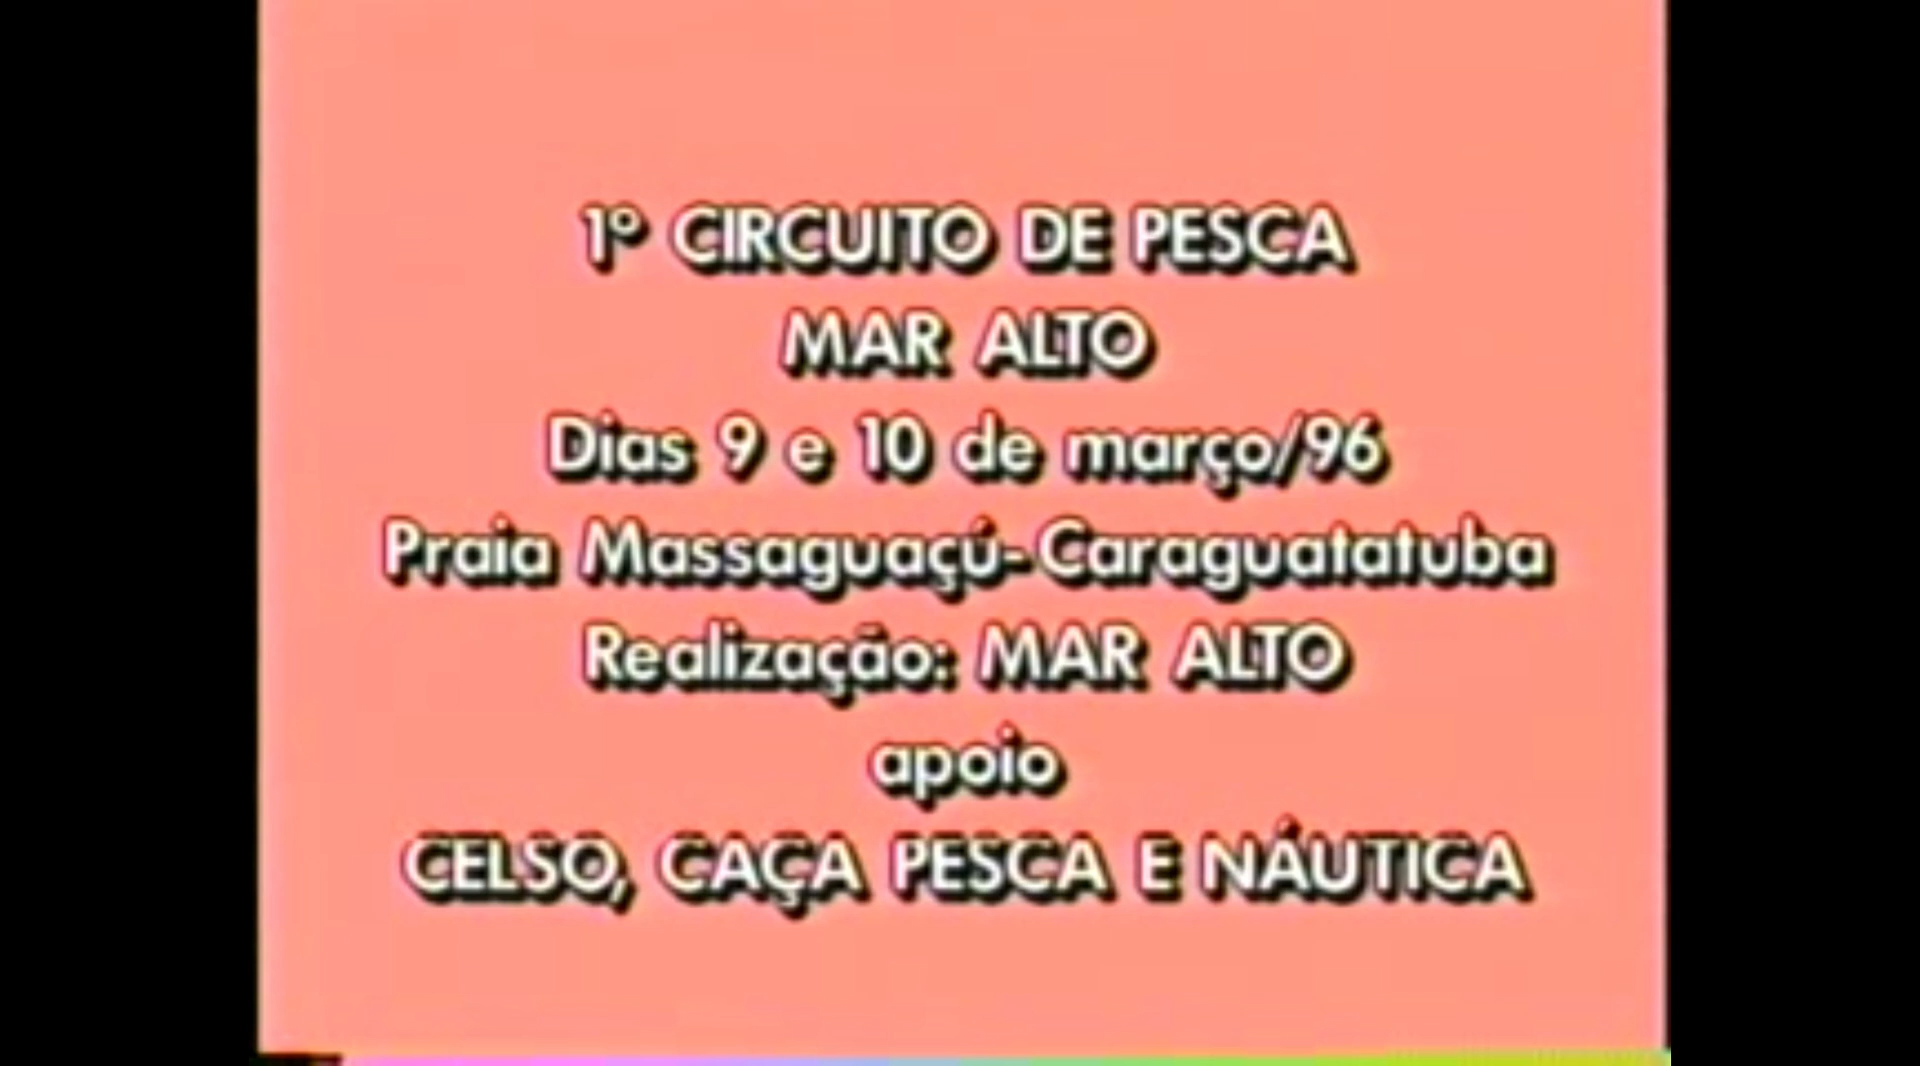 1º CIRCUITO DE PESCA
MAR ALTO
Dias 9 e 10 de março/96
Praia Massaguaçú-Caraguatatuba
Realização: MAR ALTO
apoio
CELSO, CAÇA PESCA E NÁUTICA